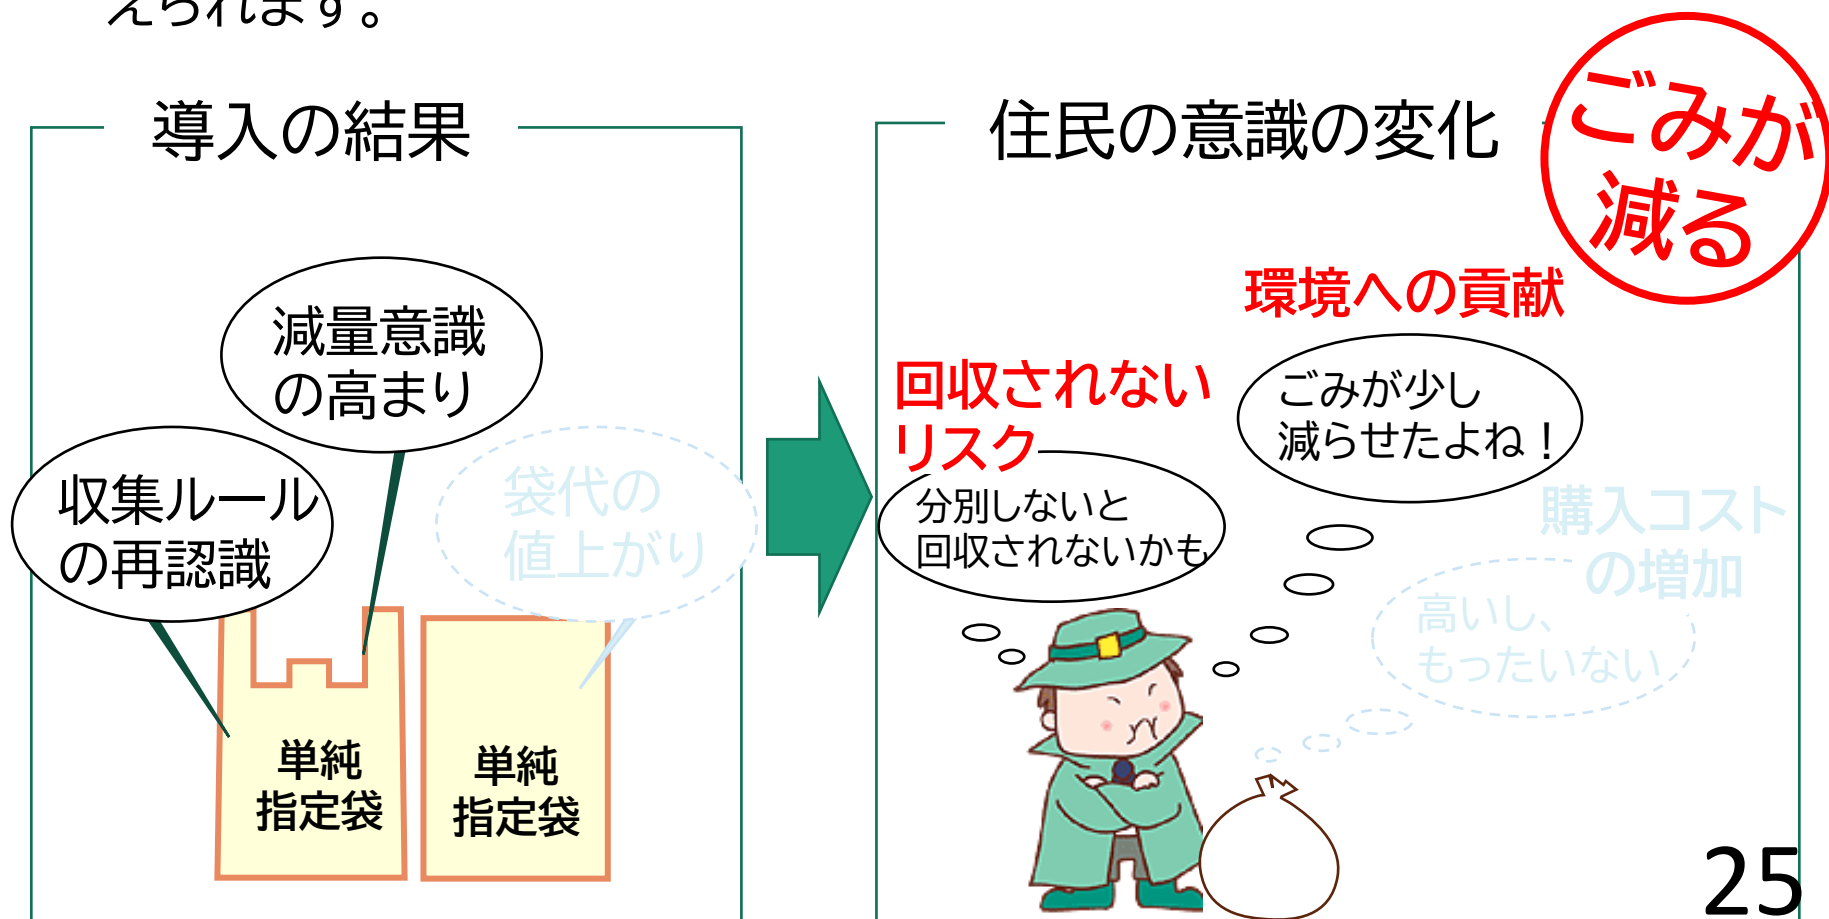 えられます。
導入の結果
減量意識
の高まり
収集ルール
の再認識
袋代の
値上がり
単純
指定袋
単純
指定袋
住民の意識の変化
ごみが
減る
環境への貢献
ごみが少し
減らせたよね！
回収されない
リスク
分別しないと
回収されないかも
購入コスト
の増加
高いし、
もったいない
25